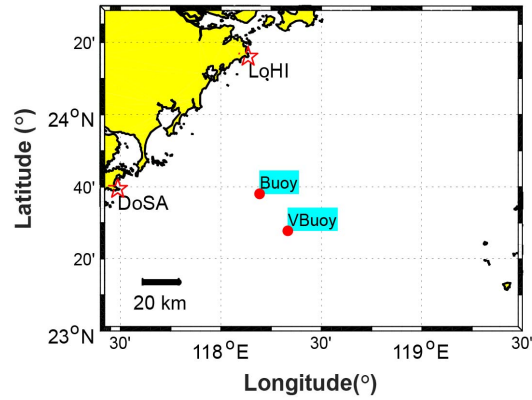 20'
LoHI
24°N
40'
Buoy
DoSA
VBuoy
20'
20 km
23°N
30'
118°E
30'
119°E
30'
Latitude (°)
Longitude(°)